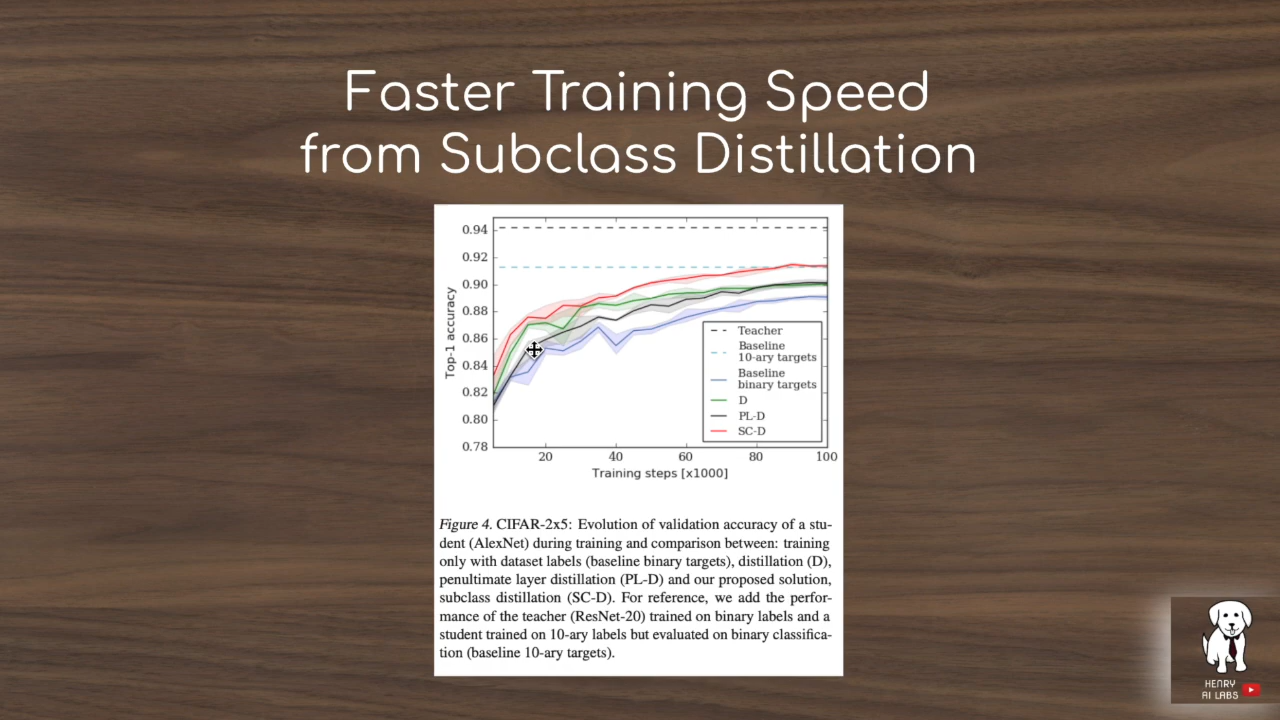 Faster Training Speed
from Subclass Distillation
0.94
0.92
0.90
0.88
0.86
0.84
0.82
0.80
0.78
Top-1 accuracy
20
40
60
80
100
Training steps [x1000]
Teacher
Baseline
10-ary targets
Baseline
binary targets
D
PL-D
SC-D
Figure 4. CIFAR-2x5: Evolution of validation accuracy of a stu-
dent (AlexNet) during training and comparison between: training
only with dataset labels (baseline binary targets), distillation (D),
penultimate layer distillation (PL-D) and our proposed solution,
subclass distillation (SC-D). For reference, we add the perfor-
mance of the teacher (ResNet-20) trained on binary labels and a
student trained on 10-ary labels but evaluated on binary classifica-
tion (baseline 10-ary targets).
HENRY
AI LABS